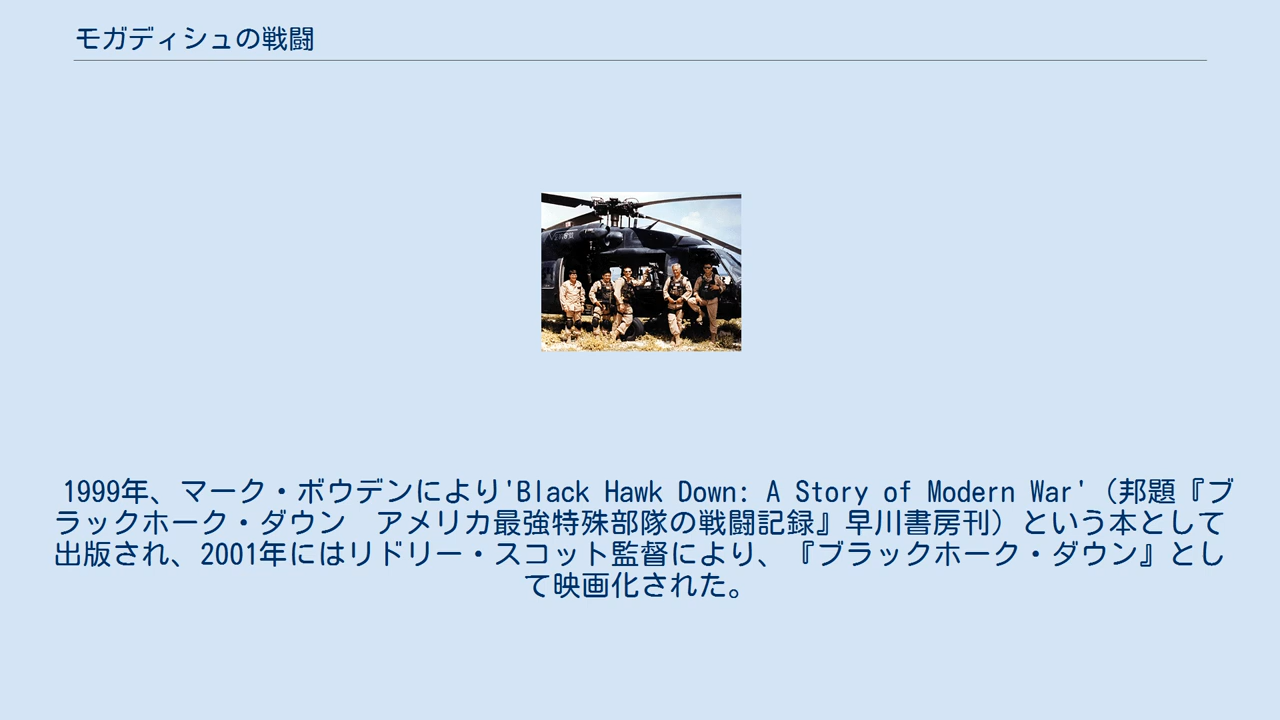 モガディシュの戦闘
1999年、マーク・ボウデンにより'Black Hawk Down: A Story of Modern War'（邦題『ブ
ラックホーク・ダウン　アメリカ最強特殊部隊の戦闘記録』早川書房刊）という本として
出版され、2001年にはリドリー・スコット監督により、『ブラックホーク・ダウン』とし
て映画化された。